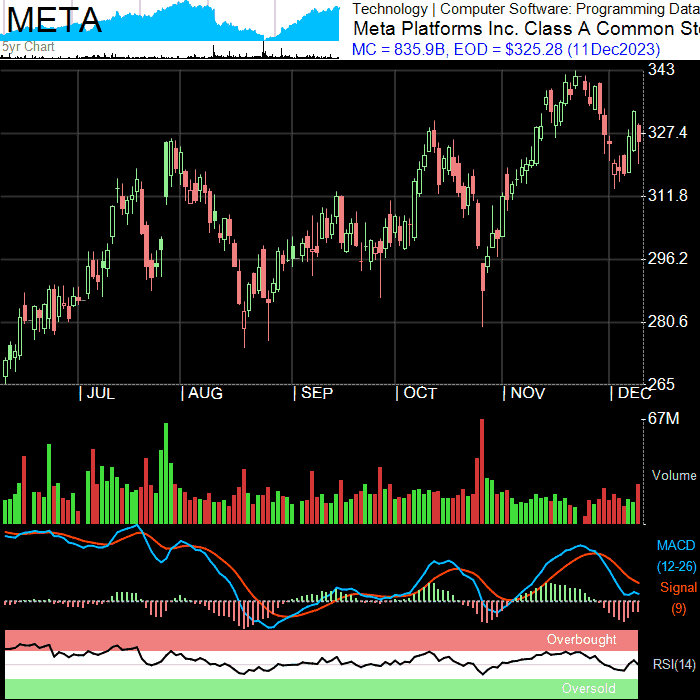 META
5yr Chart
Technology | Computer Software: Programming Data
Meta Platforms Inc. Class A Common Sto
MC = 835.9B, EOD = $325.28 (11Dec2023)
343
327.4
311.8
296.2
280.6
265
JUL AUG SEP OCT NOV DEC
67M
Volume
MACD
(12-26)
Signal
(9)
Overbought
RSI(14)
Oversold